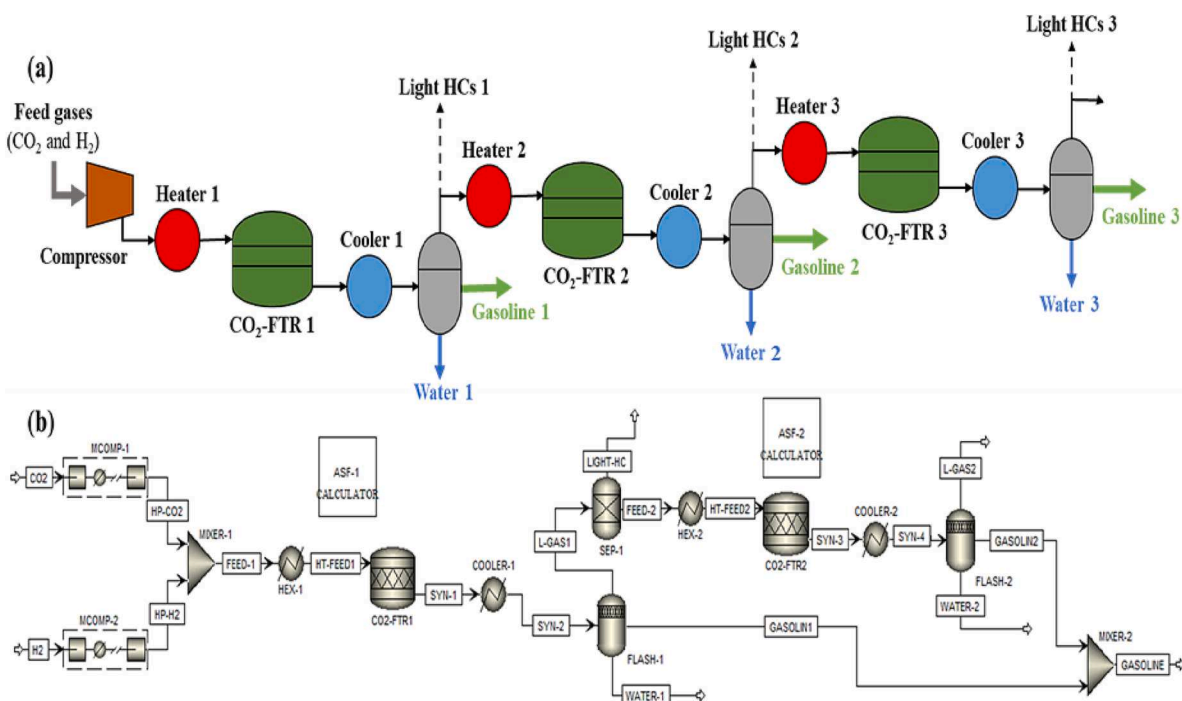 (a)
Feed gases
(CO₂ and H₂)
Compressor
Heater 1
CO₂-FTR 1
Cooler 1
Light HCs 1
Gasoline 1
Water 1
Heater 2
CO₂-FTR 2
Cooler 2
Light HCs 2
Gasoline 2
Water 2
Heater 3
CO₂-FTR 3
Cooler 3
Light HCs 3
Gasoline 3
Water 3
(b)
CO2
MCOMP-1
HP-CO2
H2
MCOMP-2
HP-H2
MIXER-1
FEED-1
HEX-1
HT-FEED1
ASF-1
CALCULATOR
CO2-FTR1
SYN-1
COOLER-1
SYN-2
FLASH-1
WATER-1
L-GAS1
LIGHT-HC
SEP-1
FEED-2
HEX-2
HT-FEED2
ASF-2
CALCULATOR
CO2-FTR2
SYN-3
COOLER-2
SYN-4
L-GAS2
FLASH-2
WATER-2
GASOLIN2
GASOLIN1
MIXER-2
GASOLINE